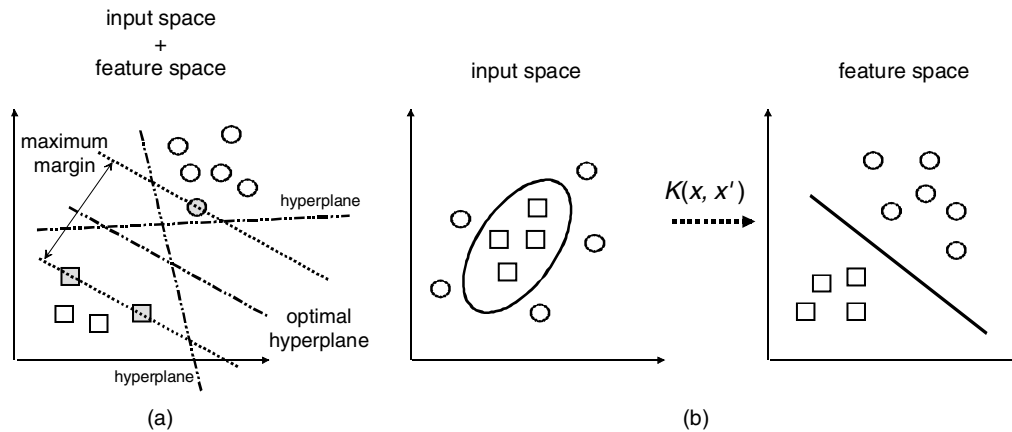 input space
+
feature space
maximum
margin
hyperplane
optimal
hyperplane
hyperplane
(a)
input space
K(x, x')
feature space
(b)